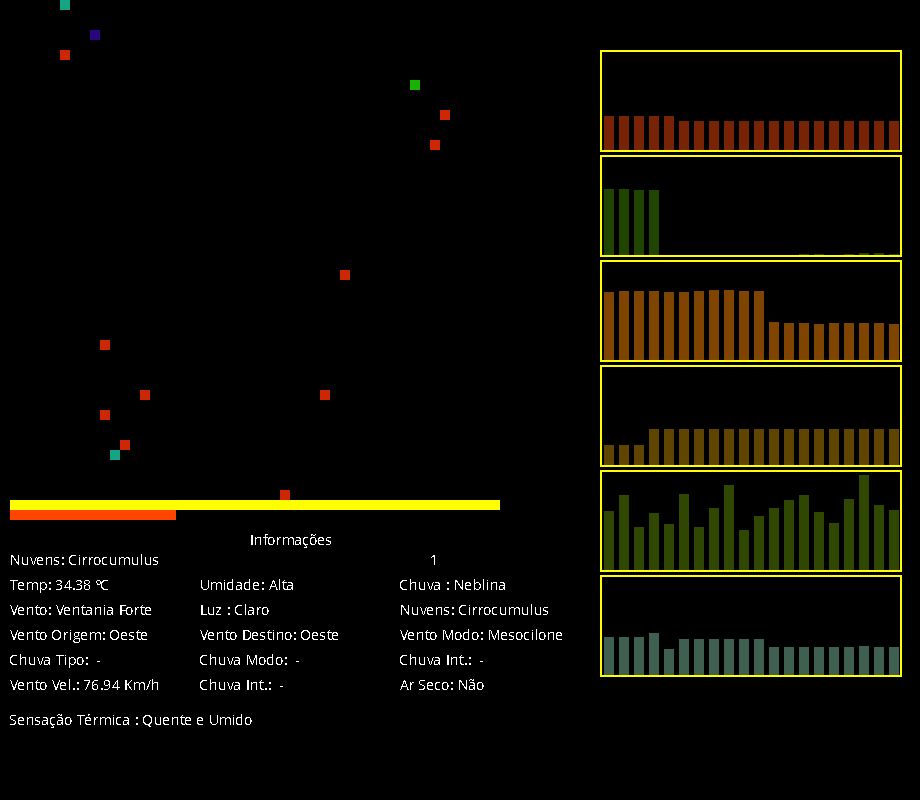 Informações
Nuvens: Cirrocumulus 1
Temp: 34.38 ºC Umidade: Alta Chuva : Neblina
Vento: Ventania Forte Luz : Claro Nuvens: Cirrocumulus
Vento Origem: Oeste Vento Destino: Oeste Vento Modo: Mesocilone
Chuva Tipo: - Chuva Modo: - Chuva Int.: -
Vento Vel.: 76.94 Km/h Chuva Int.: - Ar Seco: Não
Sensação Térmica : Quente e Umido